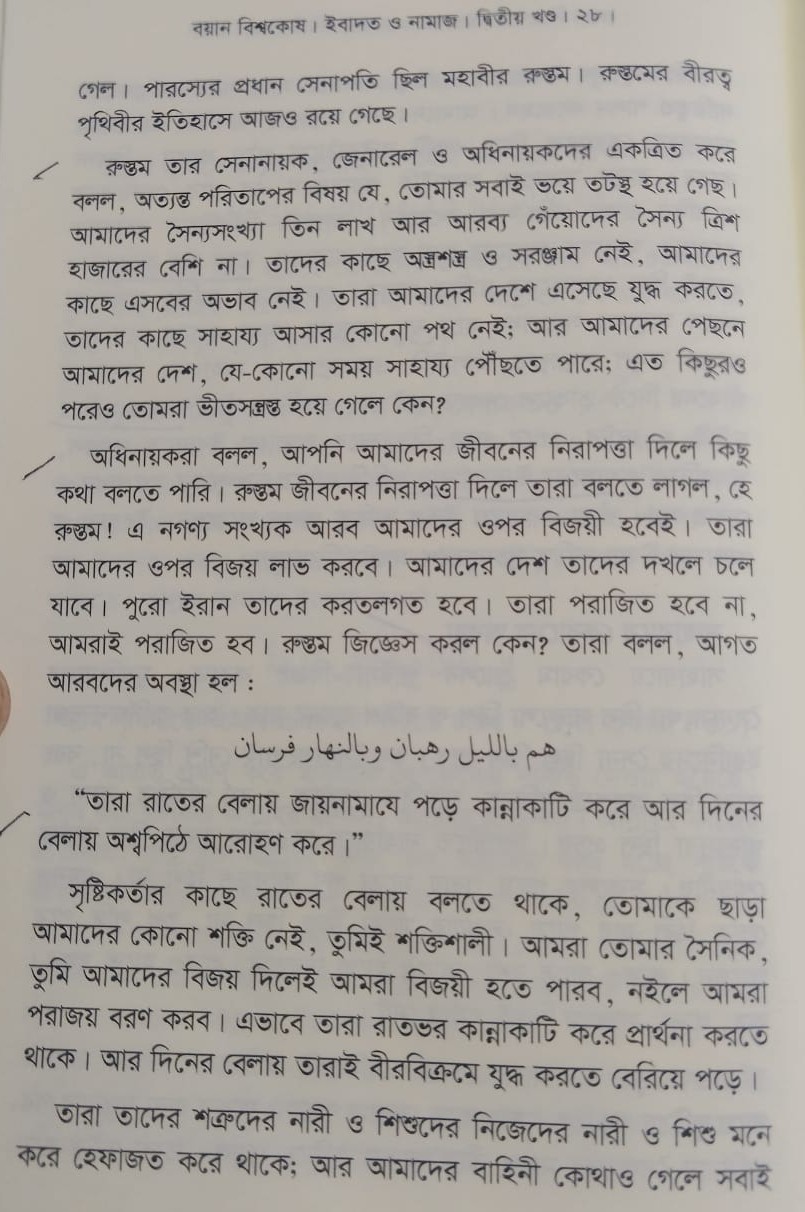 বয়ান বিশ্বকোষ। ইবাদত ও নামাজ। দ্বিতীয় খণ্ড। ২৮।
গেল। পারস্যের প্রধান সেনাপতি ছিল মহাবীর রুস্তম। রুস্তমের বীরত্ব
পৃথিবীর ইতিহাসে আজও রয়ে গেছে।
রুস্তম তার সেনানায়ক, জেনারেল ও অধিনায়কদের একত্রিত করে
বলল, অত্যন্ত পরিতাপের বিষয় যে, তোমার সবাই ভয়ে তটস্থ হয়ে গেছ।
আমাদের সৈন্যসংখ্যা তিন লাখ আর আরব্য গেঁয়োদের সৈন্য ত্রিশ
হাজারের বেশি না। তাদের কাছে অস্ত্রশস্ত্র ও সরঞ্জাম নেই, আমাদের
কাছে এসবের অভাব নেই। তারা আমাদের দেশে এসেছে যুদ্ধ করতে,
তাদের কাছে সাহায্য আসার কোনো পথ নেই; আর আমাদের পেছনে
আমাদের দেশ, যে-কোনো সময় সাহায্য পৌঁছতে পারে; এত কিছুরও
পরেও তোমরা ভীতসন্ত্রস্ত হয়ে গেলে কেন?
অধিনায়করা বলল, আপনি আমাদের জীবনের নিরাপত্তা দিলে কিছু
কথা বলতে পারি। রুস্তম জীবনের নিরাপত্তা দিলে তারা বলতে লাগল, হে
রুস্তম! এ নগণ্য সংখ্যক আরব আমাদের ওপর বিজয়ী হবেই। তারা
আমাদের ওপর বিজয় লাভ করবে। আমাদের দেশ তাদের দখলে চলে
যাবে। পুরো ইরান তাদের করতলগত হবে। তারা পরাজিত হবে না,
আমরাই পরাজিত হব। রুস্তম জিজ্ঞেস করল কেন? তারা বলল, আগত
আরবদের অবস্থা হল :
هم بالليل رهبان وبالنهار فرسان
“তারা রাতের বেলায় জায়নামাযে পড়ে কান্নাকাটি করে আর দিনের
বেলায় অশ্বপিঠে আরোহণ করে।”
সৃষ্টিকর্তার কাছে রাতের বেলায় বলতে থাকে, তোমাকে ছাড়া
আমাদের কোনো শক্তি নেই, তুমিই শক্তিশালী। আমরা তোমার সৈনিক,
তুমি আমাদের বিজয় দিলেই আমরা বিজয়ী হতে পারব, নইলে আমরা
পরাজয় বরণ করব। এভাবে তারা রাতভর কান্নাকাটি করে প্রার্থনা করতে
থাকে। আর দিনের বেলায় তারাই বীরবিক্রমে যুদ্ধ করতে বেরিয়ে পড়ে।
তারা তাদের শত্রুদের নারী ও শিশুদের নিজেদের নারী ও শিশু মনে
করে হেফাজত করে থাকে; আর আমাদের বাহিনী কোথাও গেলে সবাই